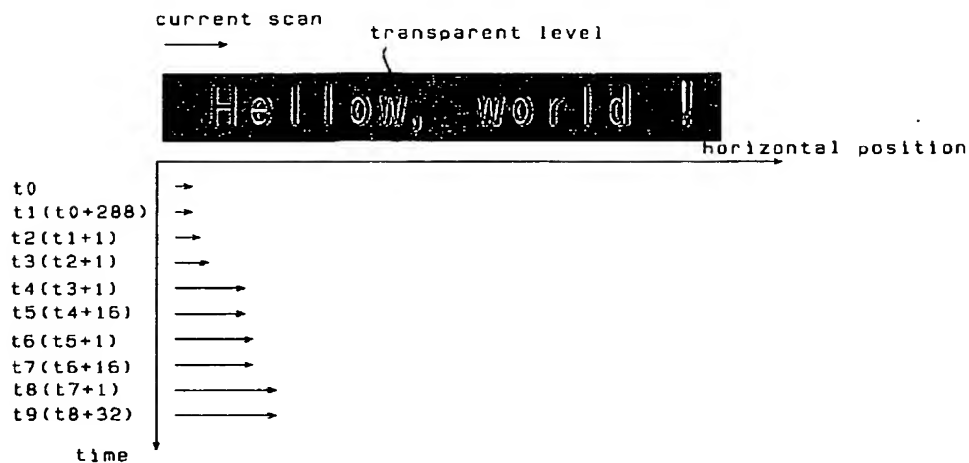 current scan
transparent level
Hellow, world !
horizontal position
t0
t1(t0+288)
t2(t1+1)
t3(t2+1)
t4(t3+1)
t5(t4+16)
t6(t5+1)
t7(t6+16)
t8(t7+1)
t9(t8+32)
time